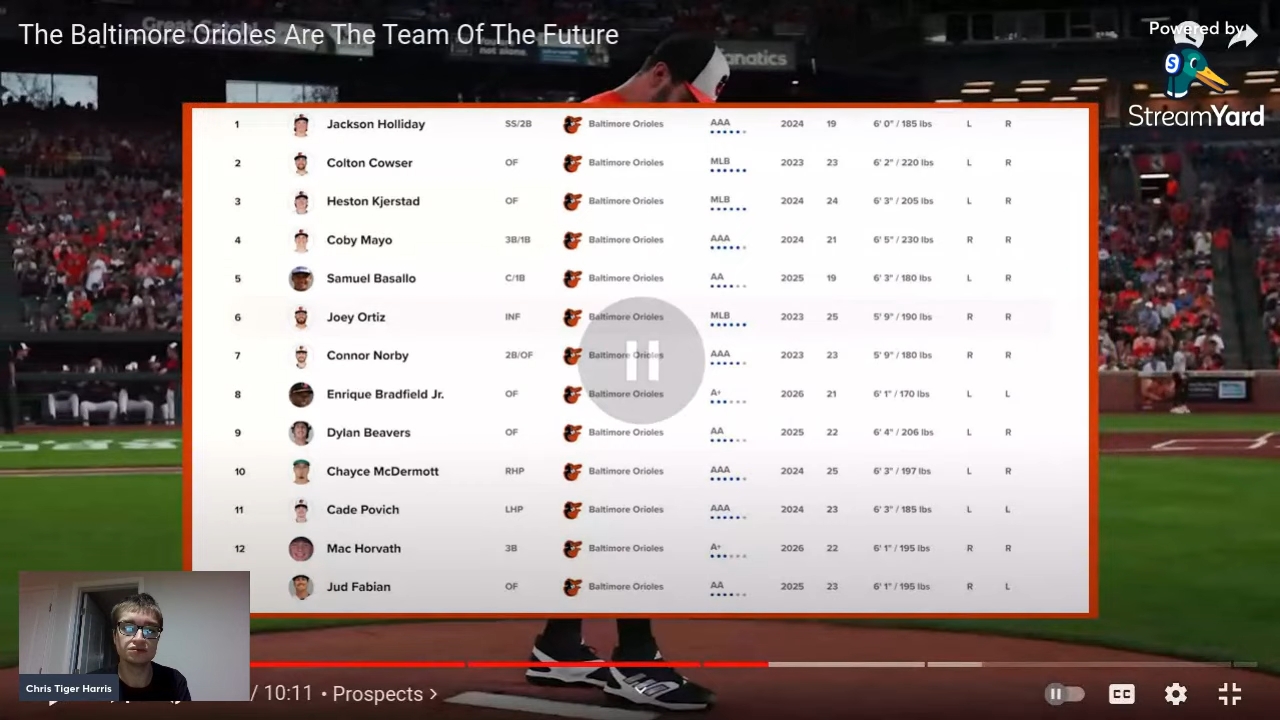 The Baltimore Orioles Are The Team Of The Future
Powered by
StreamYard
1 Jackson Holliday SS/2B Baltimore Orioles AAA 2024 19 6' 0" / 185 lbs L R
2 Colton Cowser OF Baltimore Orioles MLB 2023 23 6' 2" / 220 lbs L R
3 Heston Kjerstad OF Baltimore Orioles MLB 2024 24 6' 3" / 205 lbs L R
4 Coby Mayo 3B/1B Baltimore Orioles AAA 2024 21 6' 5" / 230 lbs R R
5 Samuel Basallo C/1B Baltimore Orioles AA 2025 19 6' 3" / 180 lbs L R
6 Joey Ortiz INF Baltimore Orioles MLB 2023 25 5' 9" / 190 lbs R R
7 Connor Norby 2B/OF Baltimore Orioles AAA 2023 23 5' 9" / 180 lbs R R
8 Enrique Bradfield Jr. OF Baltimore Orioles A+ 2026 21 6' 1" / 170 lbs L L
9 Dylan Beavers OF Baltimore Orioles AA 2025 22 6' 4" / 206 lbs L R
10 Chayce McDermott RHP Baltimore Orioles AAA 2024 25 6' 3" / 197 lbs L R
11 Cade Povich LHP Baltimore Orioles AAA 2024 23 6' 3" / 185 lbs L L
12 Mac Horvath 3B Baltimore Orioles A+ 2026 22 6' 1" / 195 lbs R R
Jud Fabian OF Baltimore Orioles AA 2025 23 6' 1" / 195 lbs R L
Chris Tiger Harris
/ 10:11 • Prospects >
CC